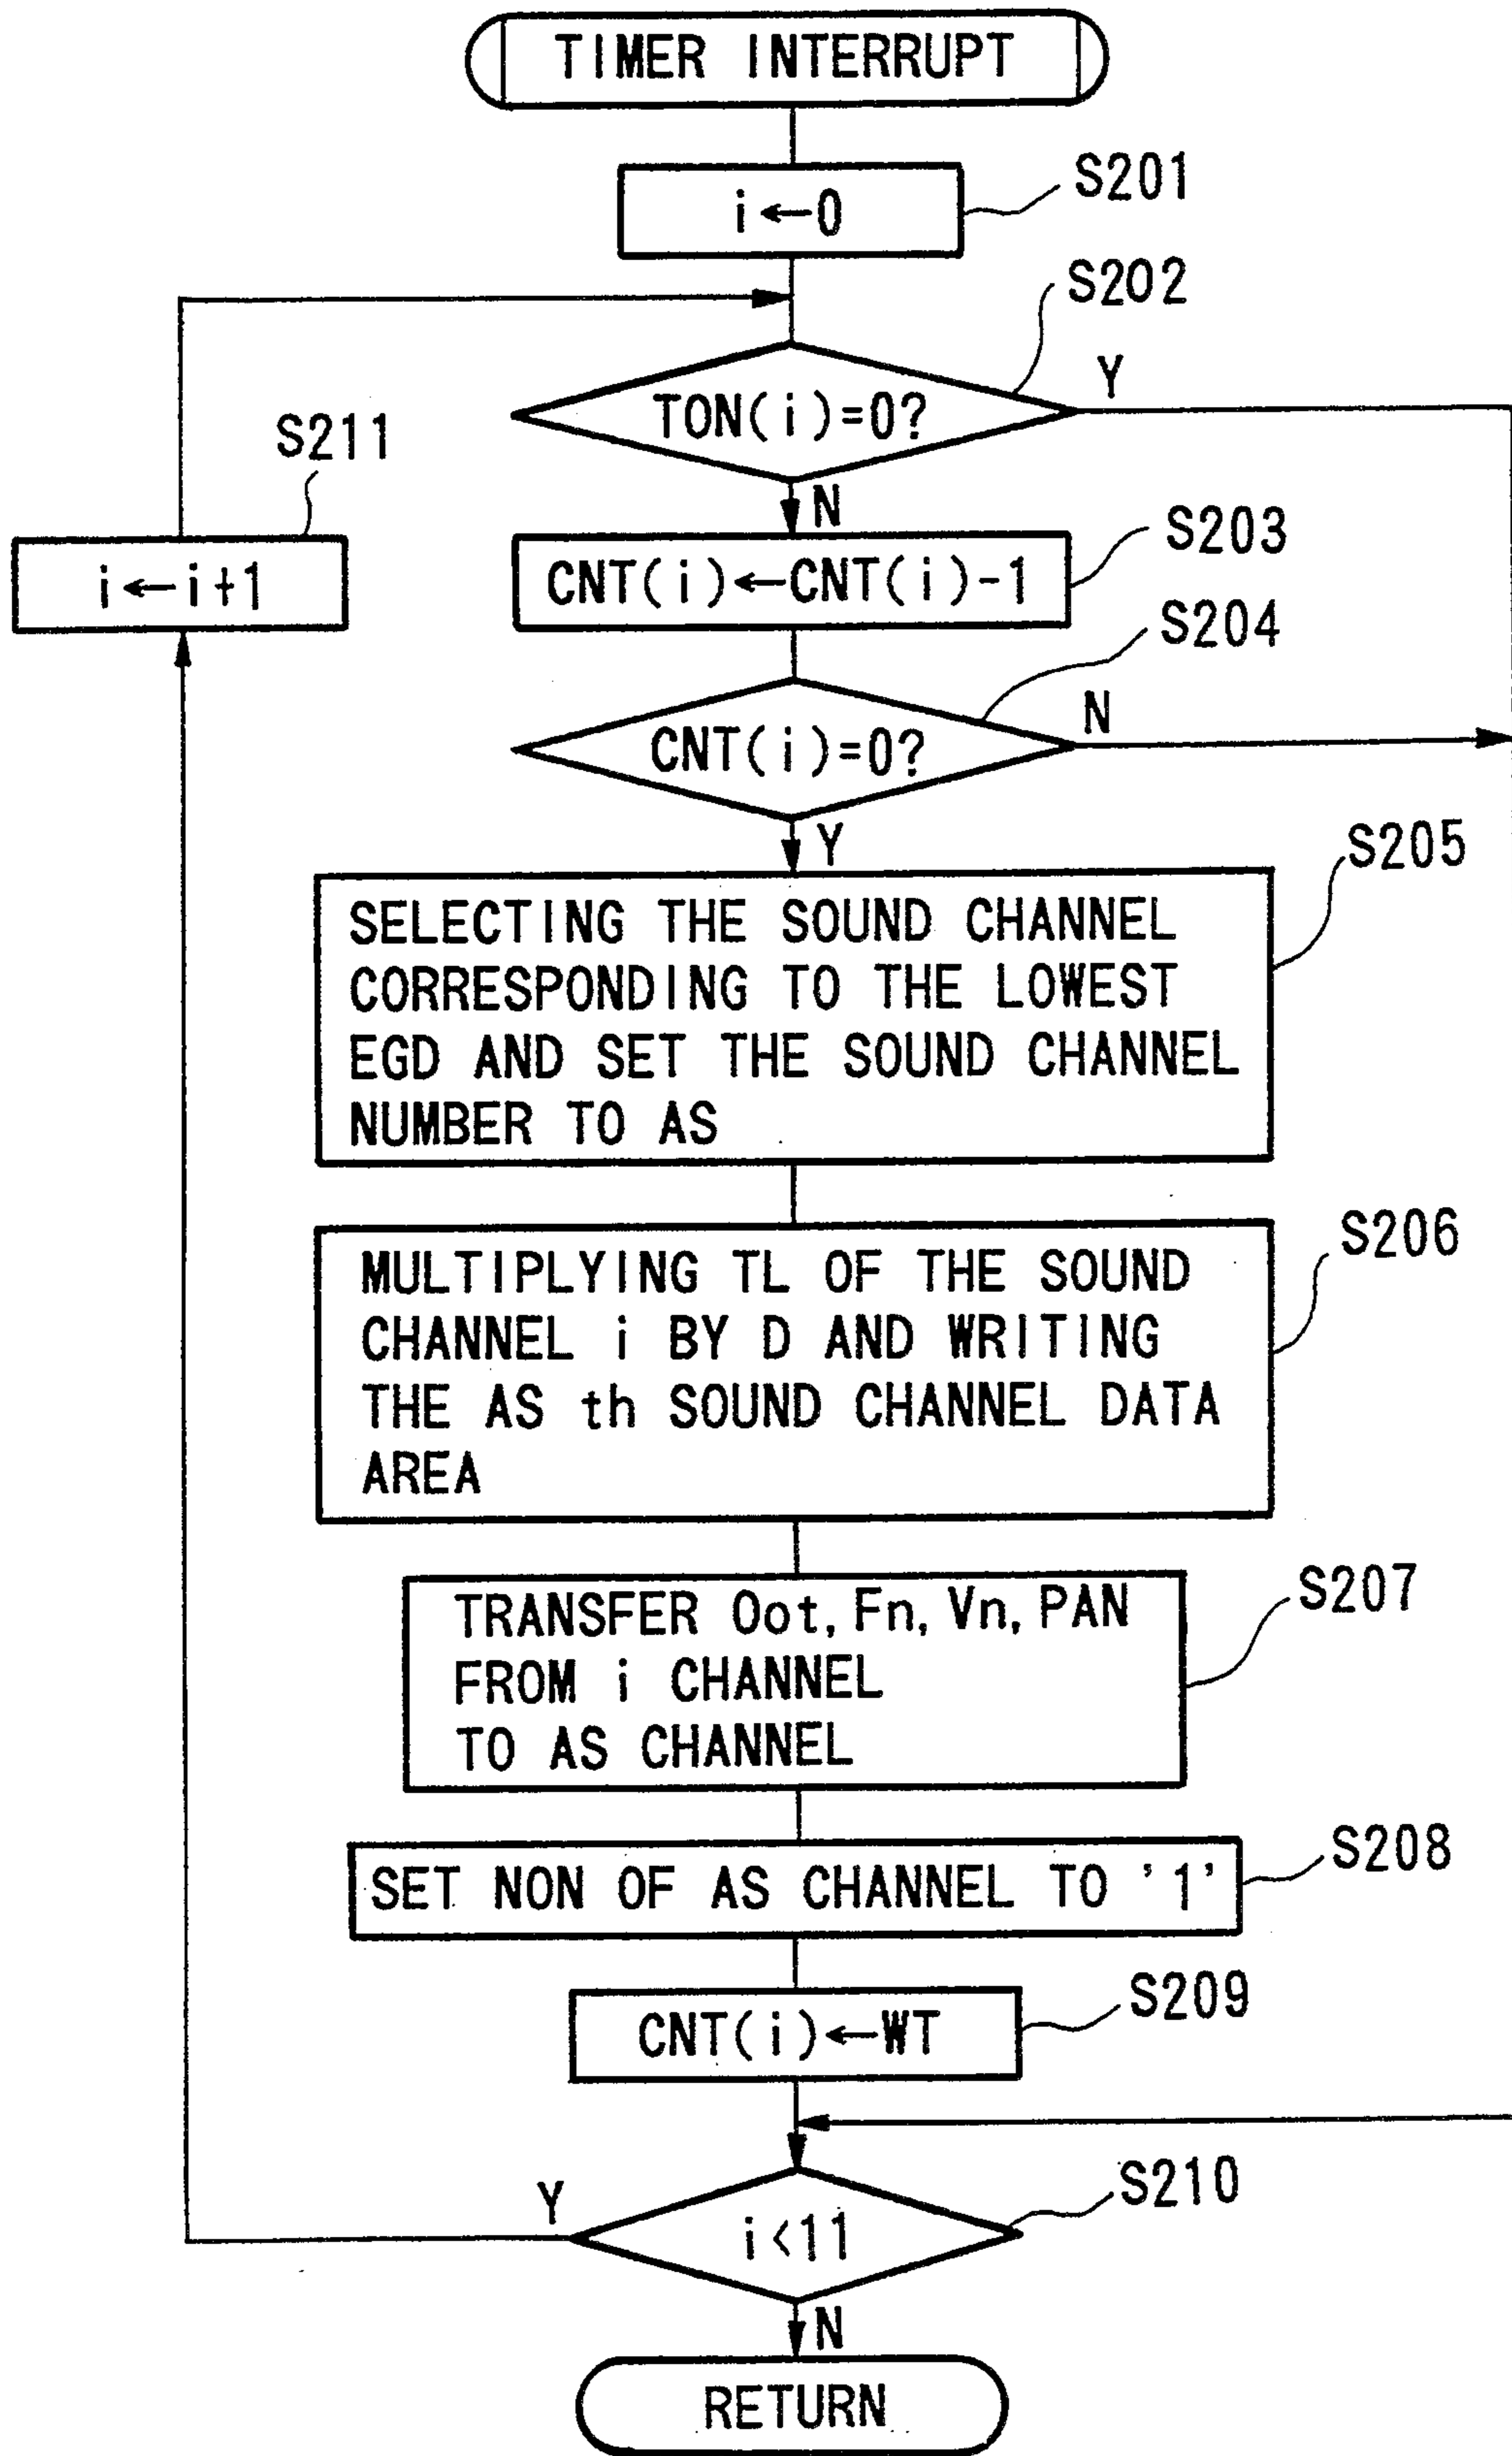 TIMER INTERRUPT
i←0
S201
S202
TON(i)=0?
Y
N
S211
i←i+1
CNT(i)←CNT(i)-1
S203
S204
CNT(i)=0?
N
Y
S205
SELECTING THE SOUND CHANNEL
CORRESPONDING TO THE LOWEST
EGD AND SET THE SOUND CHANNEL
NUMBER TO AS
S206
MULTIPLYING TL OF THE SOUND
CHANNEL i BY D AND WRITING
THE AS th SOUND CHANNEL DATA
AREA
S207
TRANSFER Oot, Fn, Vn, PAN
FROM i CHANNEL
TO AS CHANNEL
S208
SET NON OF AS CHANNEL TO '1'
S209
CNT(i)←WT
S210
Y
i<11
N
RETURN